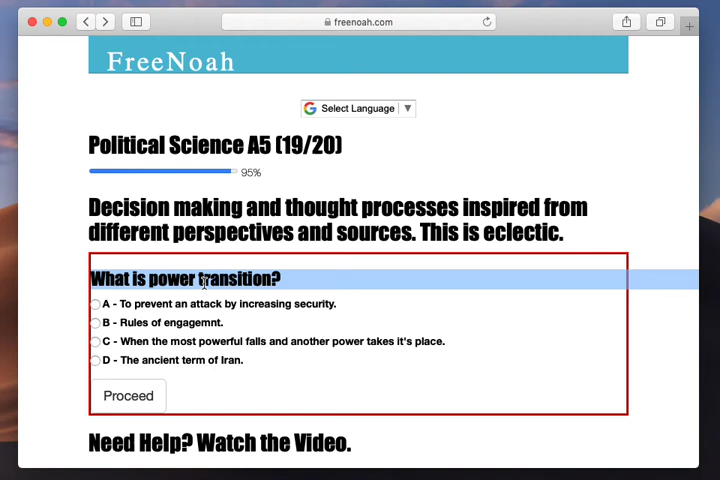 freenoah.com
FreeNoah
Select Language
Political Science A5 (19/20)
95%
Decision making and thought processes inspired from
different perspectives and sources. This is eclectic.
What is power transition?
A - To prevent an attack by increasing security.
B - Rules of engagemnt.
C - When the most powerful falls and another power takes it's place.
D - The ancient term of Iran.
Proceed
Need Help? Watch the Video.